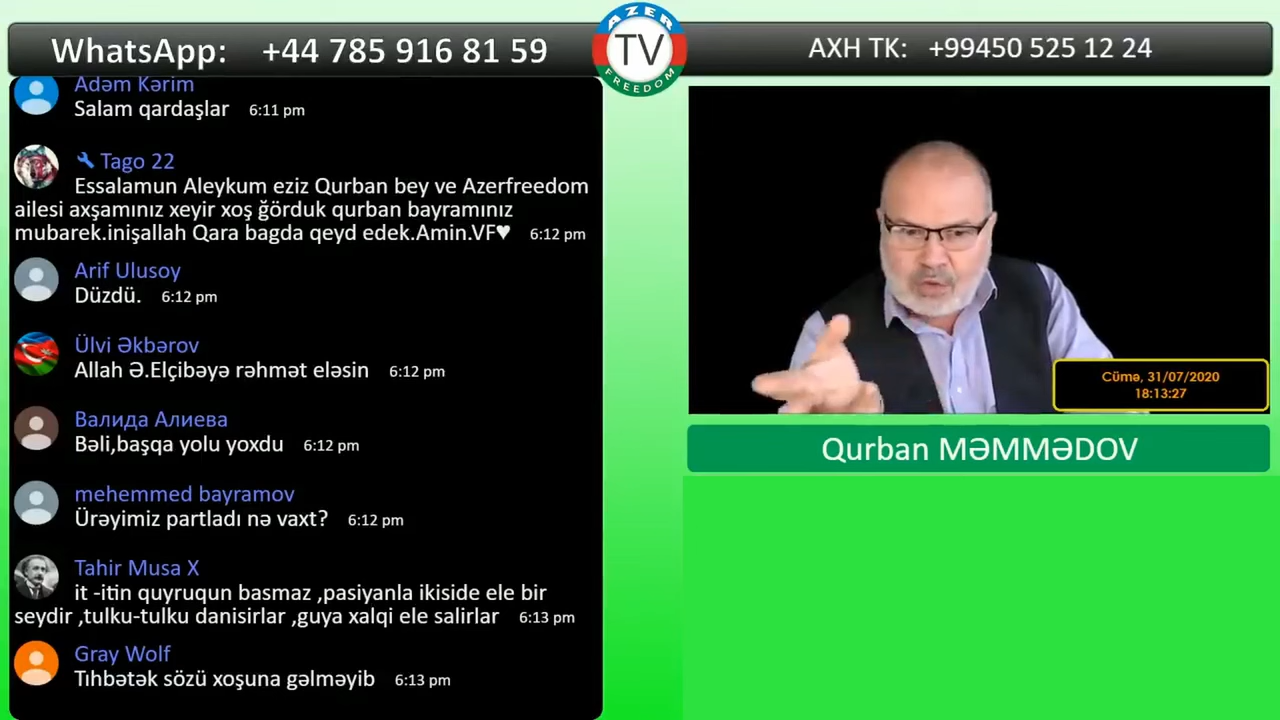 WhatsApp: +44 785 916 81 59
AZER
TV
FREEDOM
AXH TK: +99450 525 12 24
Adəm Kərim
Salam qardaşlar 6:11 pm
Tago 22
Essalamun Aleykum eziz Qurban bey ve Azerfreedom
ailesi axşamınız xeyir xoş ğörduk qurban bayramınız
mubarek.inişallah Qara bagda qeyd edek.Amin.VF♥ 6:12 pm
Arif Ulusoy
Düzdü. 6:12 pm
Ülvi Əkbərov
Allah Ə.Elçibəyə rəhmət eləsin 6:12 pm
Валида Алиева
Bəli,başqa yolu yoxdu 6:12 pm
mehemmed bayramov
Ürəyimiz partladı nə vaxt? 6:12 pm
Tahir Musa X
it -itin quyruqun basmaz ,pasiyanla ikiside ele bir
seydir ,tulku-tulku danisirlar ,guya xalqi ele salirlar 6:13 pm
Gray Wolf
Tıhbətək sözü xoşuna gəlməyib 6:13 pm
Cümə, 31/07/2020
18:13:27
Qurban MƏMMƏDOV